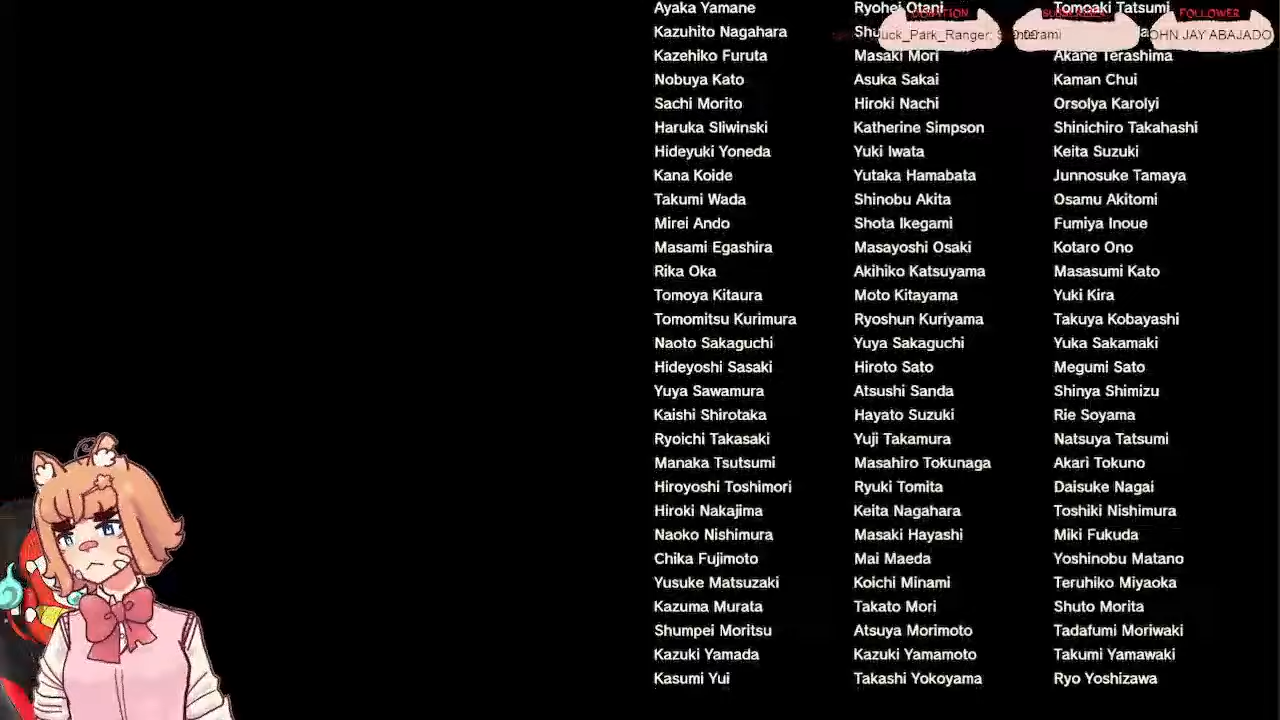 Ayaka Yamane Ryohei Otani Tomoaki Tatsumi
DONATION SUBSCRIBER FOLLOWER
Kazuhito Nagahara uck_Park_Ranger: OHN JAY ABAJADO
Kazehiko Furuta Masaki Mori Akane Terashima
Nobuya Kato Asuka Sakai Kaman Chui
Sachi Morito Hiroki Nachi Orsolya Karolyi
Haruka Sliwinski Katherine Simpson Shinichiro Takahashi
Hideyuki Yoneda Yuki Iwata Keita Suzuki
Kana Koide Yutaka Hamabata Junnosuke Tamaya
Takumi Wada Shinobu Akita Osamu Akitomi
Mirei Ando Shota Ikegami Fumiya Inoue
Masami Egashira Masayoshi Osaki Kotaro Ono
Rika Oka Akihiko Katsuyama Masasumi Kato
Tomoya Kitaura Moto Kitayama Yuki Kira
Tomomitsu Kurimura Ryoshun Kuriyama Takuya Kobayashi
Naoto Sakaguchi Yuya Sakaguchi Yuka Sakamaki
Hideyoshi Sasaki Hiroto Sato Megumi Sato
Yuya Sawamura Atsushi Sanda Shinya Shimizu
Kaishi Shirotaka Hayato Suzuki Rie Soyama
Ryoichi Takasaki Yuji Takamura Natsuya Tatsumi
Manaka Tsutsumi Masahiro Tokunaga Akari Tokuno
Hiroyoshi Toshimori Ryuki Tomita Daisuke Nagai
Hiroki Nakajima Keita Nagahara Toshiki Nishimura
Naoko Nishimura Masaki Hayashi Miki Fukuda
Chika Fujimoto Mai Maeda Yoshinobu Matano
Yusuke Matsuzaki Koichi Minami Teruhiko Miyaoka
Kazuma Murata Takato Mori Shuto Morita
Shumpei Moritsu Atsuya Morimoto Tadafumi Moriwaki
Kazuki Yamada Kazuki Yamamoto Takumi Yamawaki
Kasumi Yui Takashi Yokoyama Ryo Yoshizawa